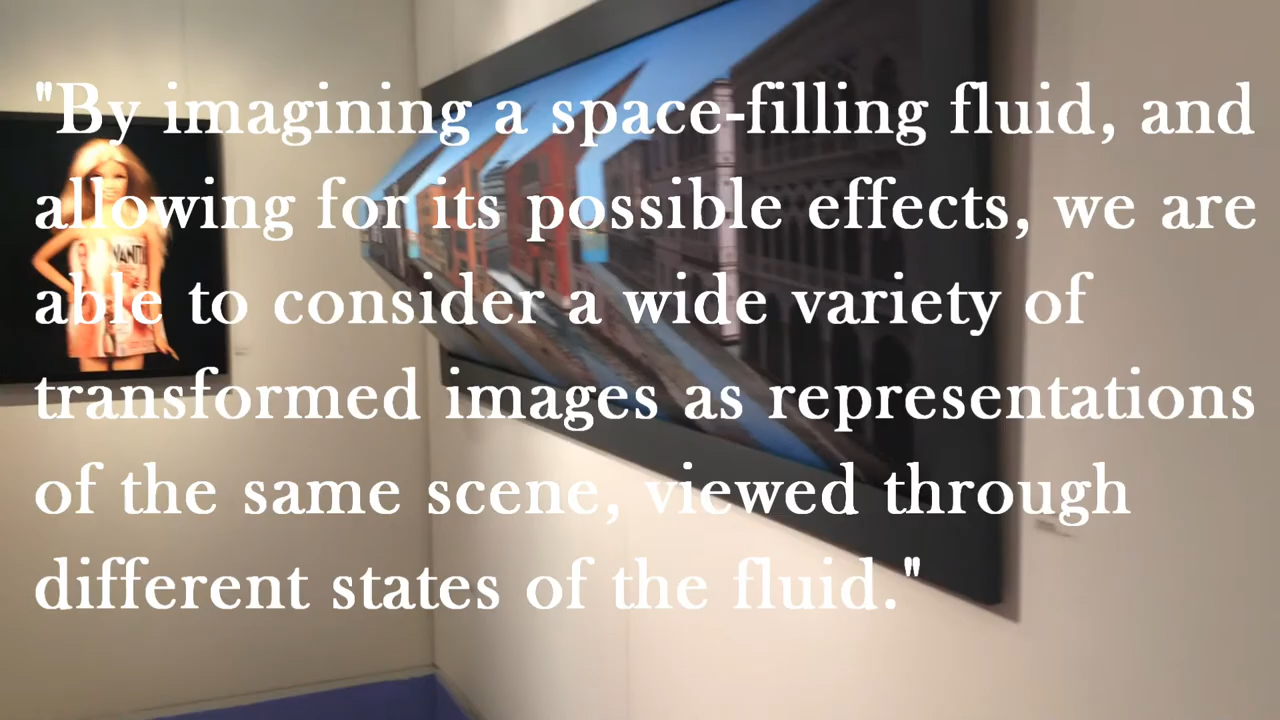 "By imagining a space-filling fluid, and
allowing for its possible effects, we are
able to consider a wide variety of
transformed images as representations
of the same scene, viewed through
different states of the fluid."